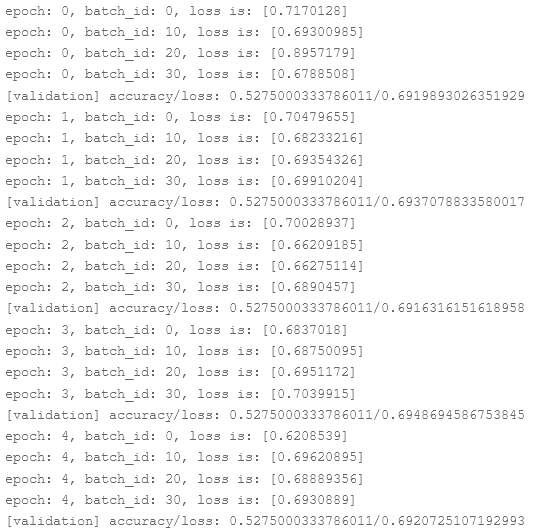 epoch: 0, batch_id: 0, loss is: [0.7170128]
epoch: 0, batch_id: 10, loss is: [0.69300985]
epoch: 0, batch_id: 20, loss is: [0.8957179]
epoch: 0, batch_id: 30, loss is: [0.6788508]
[validation] accuracy/loss: 0.5275000333786011/0.6919893026351929
epoch: 1, batch_id: 0, loss is: [0.70479655]
epoch: 1, batch_id: 10, loss is: [0.68233216]
epoch: 1, batch_id: 20, loss is: [0.69354326]
epoch: 1, batch_id: 30, loss is: [0.69910204]
[validation] accuracy/loss: 0.5275000333786011/0.6937078833580017
epoch: 2, batch_id: 0, loss is: [0.70028937]
epoch: 2, batch_id: 10, loss is: [0.66209185]
epoch: 2, batch_id: 20, loss is: [0.66275114]
epoch: 2, batch_id: 30, loss is: [0.6890457]
[validation] accuracy/loss: 0.5275000333786011/0.6916316151618958
epoch: 3, batch_id: 0, loss is: [0.6837018]
epoch: 3, batch_id: 10, loss is: [0.68750095]
epoch: 3, batch_id: 20, loss is: [0.6951172]
epoch: 3, batch_id: 30, loss is: [0.7039915]
[validation] accuracy/loss: 0.5275000333786011/0.6948694586753845
epoch: 4, batch_id: 0, loss is: [0.6208539]
epoch: 4, batch_id: 10, loss is: [0.69620895]
epoch: 4, batch_id: 20, loss is: [0.68889356]
epoch: 4, batch_id: 30, loss is: [0.6930889]
[validation] accuracy/loss: 0.5275000333786011/0.6920725107192993